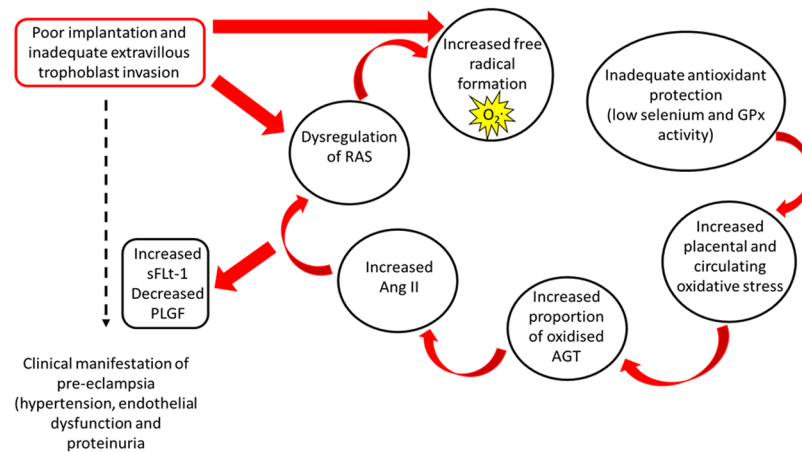 Poor implantation and
inadequate extravillous
trophoblast invasion
Increased free
radical
formation
O₂·
Inadequate antioxidant
protection
(low selenium and GPx
activity)
Dysregulation
of RAS
Increased
placental and
circulating
oxidative stress
Increased
sFLt-1
Decreased
PLGF
Increased
Ang II
Increased
proportion
of oxidised
AGT
Clinical manifestation of
pre-eclampsia
(hypertension, endothelial
dysfunction and
proteinuria